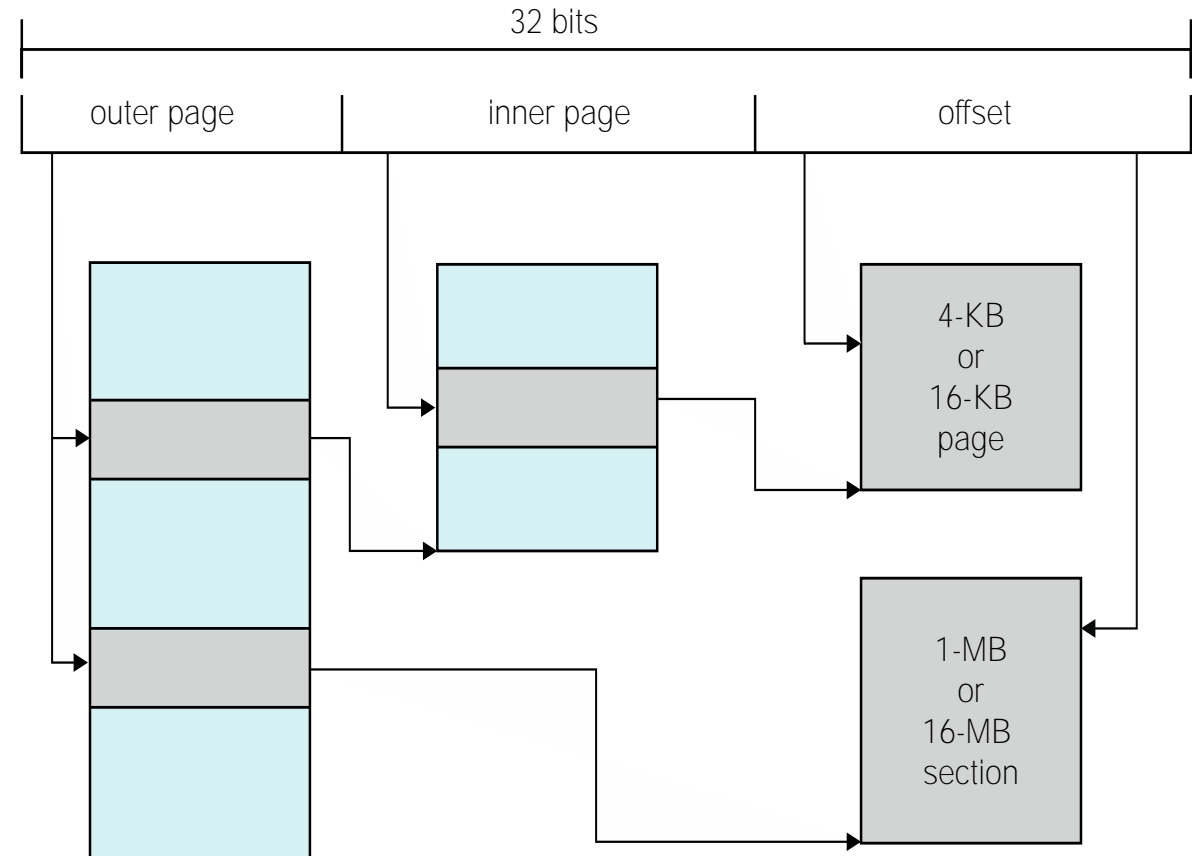 32 bits
outer page
inner page
offset
4-KB
or
16-KB
page
1-MB
or
16-MB
section